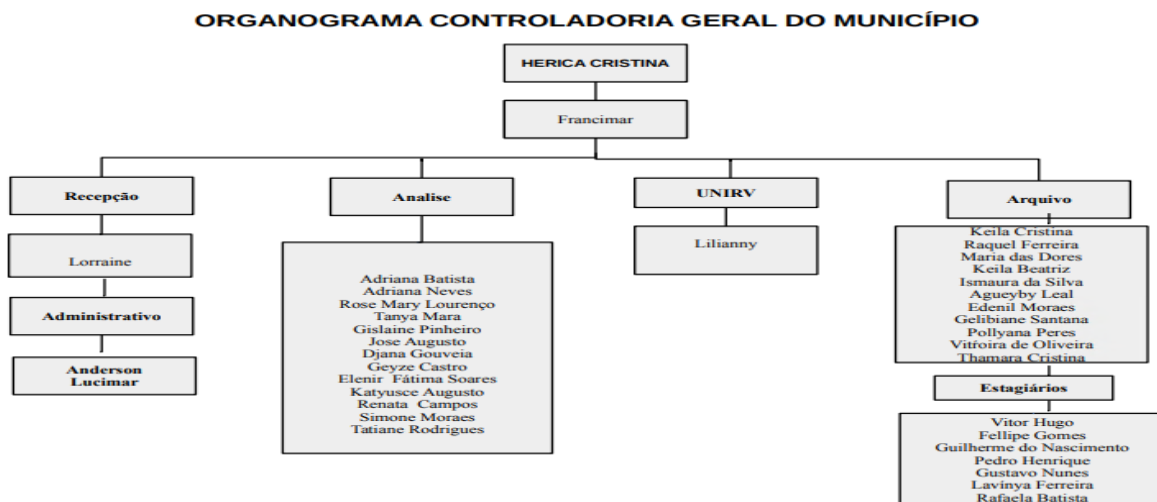 ORGANOGRAMA CONTROLADORIA GERAL DO MUNICÍPIO
HERICA CRISTINA
Francimar
Recepção
Lorraine
Administrativo
Anderson
Lucimar
Analise
Adriana Batista
Adriana Neves
Rose Mary Lourenço
Tanya Mara
Gislaine Pinheiro
Jose Augusto
Djana Gouveia
Geyze Castro
Elenir Fátima Soares
Katyusce Augusto
Renata Campos
Simone Moraes
Tatiane Rodrigues
UNIRV
Lilianny
Arquivo
Keila Cristina
Raquel Ferreira
Maria das Dores
Keila Beatriz
Ismaura da Silva
Agueyby Leal
Edenil Moraes
Gelibiane Santana
Pollyana Peres
Vitŕoira de Oliveira
Thamara Cristina
Estagiários
Vitor Hugo
Fellipe Gomes
Guilherme do Nascimento
Pedro Henrique
Gustavo Nunes
Lavínya Ferreira
Rafaela Batista